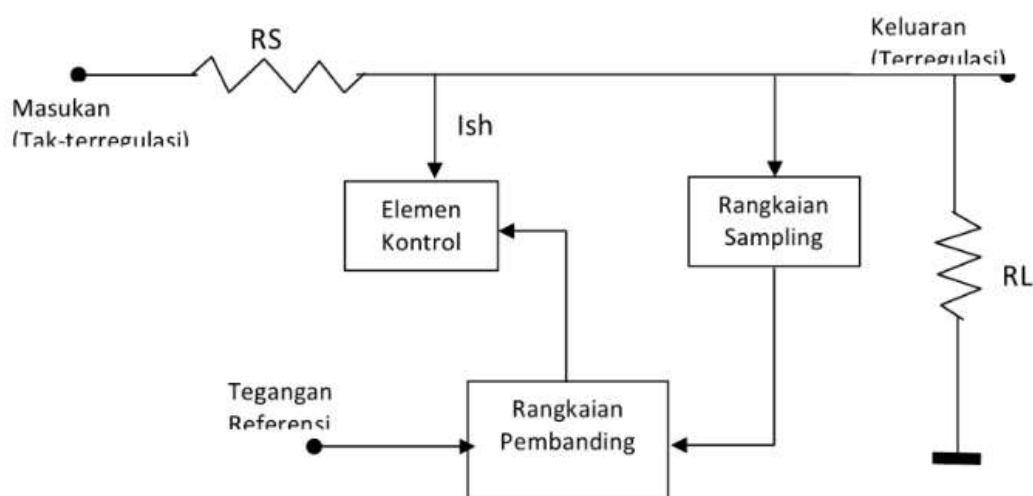 RS
Keluaran
(Terregulasi)
Masukan
(Tak-terregulasi)
Ish
Elemen
Kontrol
Rangkaian
Sampling
RL
Tegangan
Referensi
Rangkaian
Pembanding